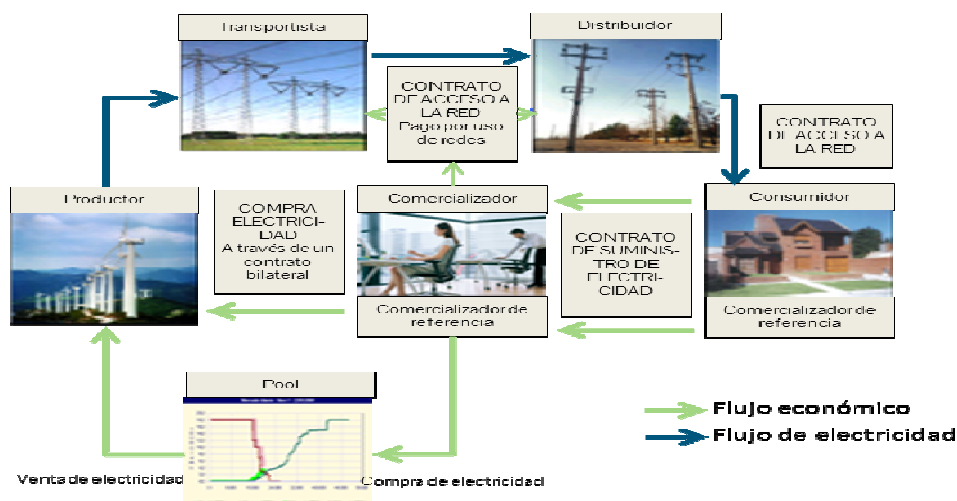 Transportista
Distribuidor
CONTRATO
DE ACCESO A
LA RED
Pago por uso
de redes
CONTRATO
DE ACCESO A
LA RED
Productor
COMPRA
ELECTRICI-
DAD
A través de un
contrato
bilateral
Comercializador
CONTRATO
DE SUMINIS-
TRO DE
ELECTRI-
CIDAD
Consumidor
Comercializador de
referencia
Comercializador de
referencia
Pool
Flujo económico
Flujo de electricidad
Venta de electricidad
Compra de electricidad